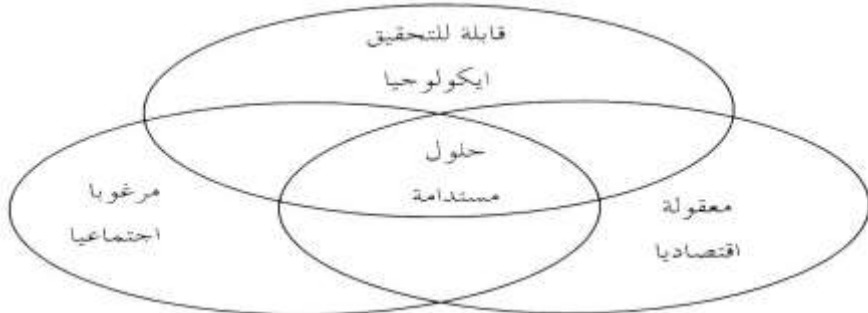 قابلة للتحقيق
ايكولوجيا
حلول
مستدامة
مرغوبا
اجتماعيا
معقولة
اقتصاديا